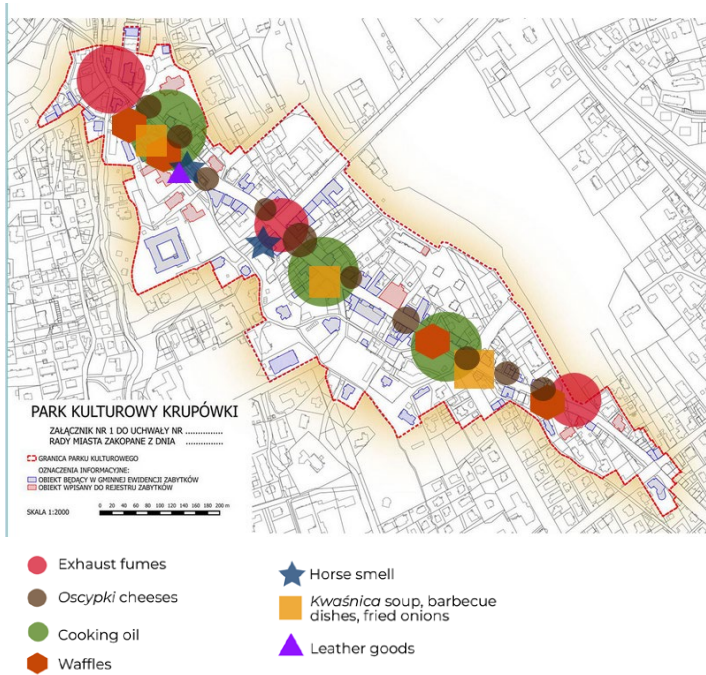 PARK KULTUROWY KRUPÓWKI
ZAŁĄCZNIK NR 1 DO UCHWAŁY NR ...............
RADY MIASTA ZAKOPANE Z DNIA ...............
GRANICA PARKU KULTUROWEGO
OZNACZENIA INFORMACYJNE:
OBIEKT BĘDĄCY W GMINNEJ EWIDENCJI ZABYTKÓW
OBIEKT WPISANY DO REJESTRU ZABYTKÓW
SKALA 1:2000
0 20 40 60 80 100 120 140 160 180 200 m
Exhaust fumes
Oscypki cheeses
Cooking oil
Waffles
Horse smell
Kwaśnica soup, barbecue
dishes, fried onions
Leather goods